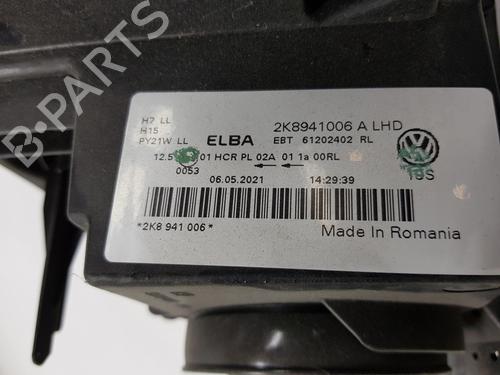 H7 LL
H15
PY21W LL
ELBA
2K8941006 A LHD
EBT 61202402 RL
12.5 01 HCR PL 02A 01 1a 00RL
0053
06.05.2021 14:29:39
19S
*2K8 941 006*
Made In Romania